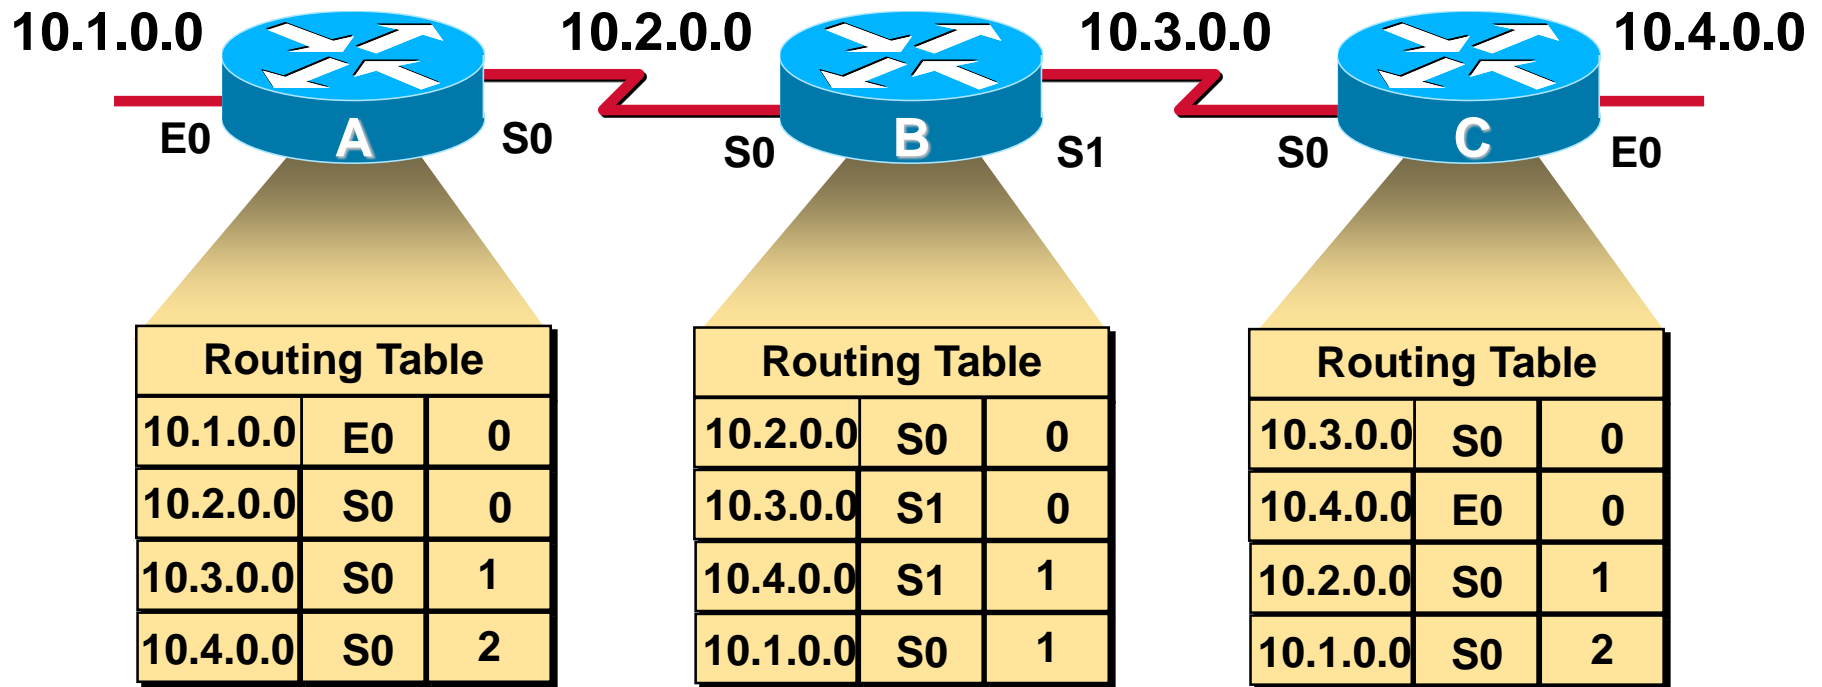 10.1.0.0 10.2.0.0 10.3.0.0 10.4.0.0
E0 A S0 S0 B S1 S0 C E0
Routing Table
10.1.0.0 E0 0
10.2.0.0 S0 0
10.3.0.0 S0 1
10.4.0.0 S0 2
Routing Table
10.2.0.0 S0 0
10.3.0.0 S1 0
10.4.0.0 S1 1
10.1.0.0 S0 1
Routing Table
10.3.0.0 S0 0
10.4.0.0 E0 0
10.2.0.0 S0 1
10.1.0.0 S0 2